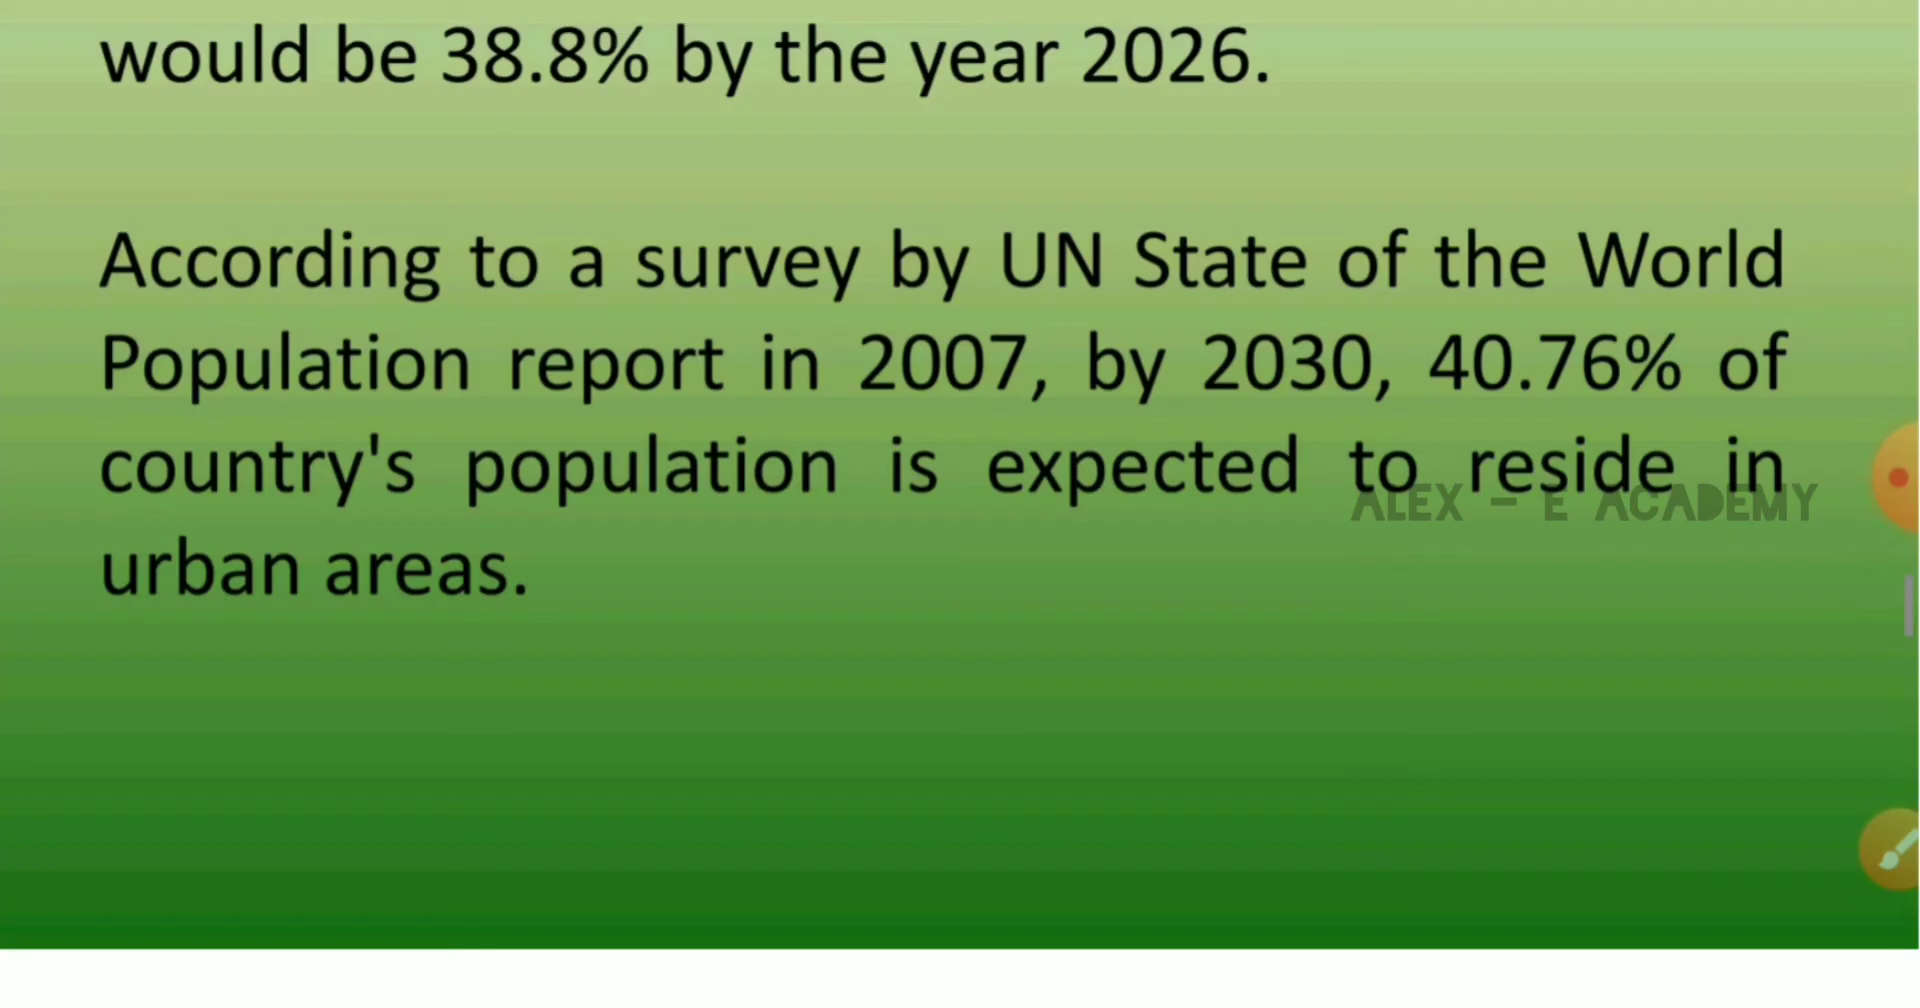 would be 38.8% by the year 2026.
According to a survey by UN State of the World
Population report in 2007, by 2030, 40.76% of
country's population is expected to reside in
ALEX - E ACADEMY
urban areas.